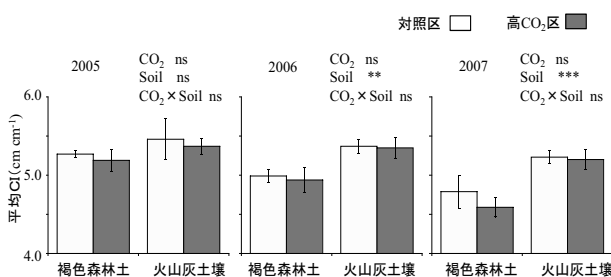 対照区 高CO₂区
2005
CO₂ ns
Soil ns
CO₂×Soil ns
2006
CO₂ ns
Soil **
CO₂×Soil ns
2007
CO₂ ns
Soil ***
CO₂×Soil ns
平均CI(cm cm⁻¹)
6.0
5.0
4.0
褐色森林土 火山灰土壌 褐色森林土 火山灰土壌 褐色森林土 火山灰土壌